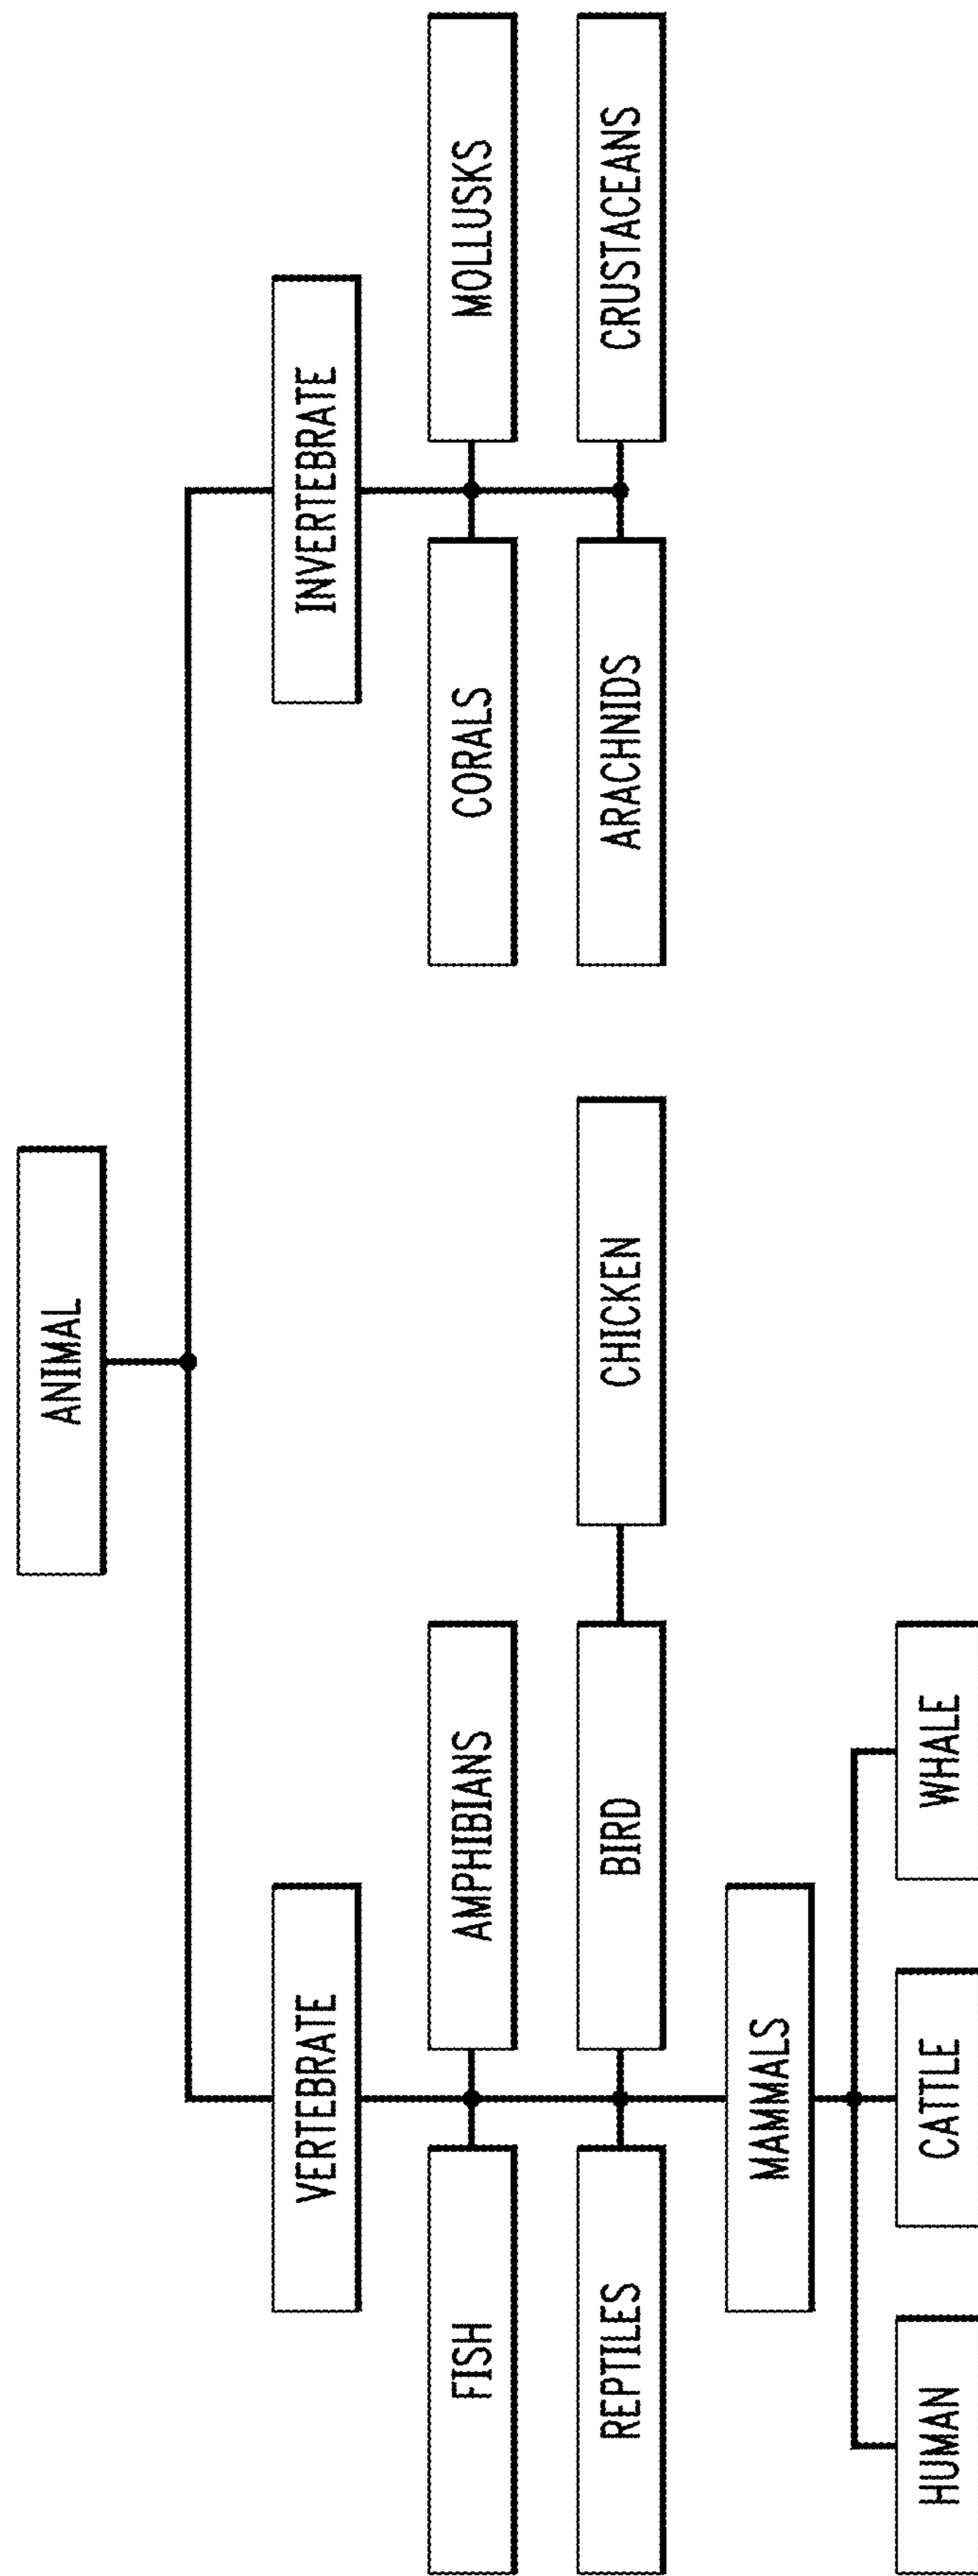 ANIMAL
VERTEBRATE
INVERTEBRATE
FISH
AMPHIBIANS
CORALS
MOLLUSKS
REPTILES
BIRD
CHICKEN
ARACHNIDS
CRUSTACEANS
MAMMALS
HUMAN
CATTLE
WHALE